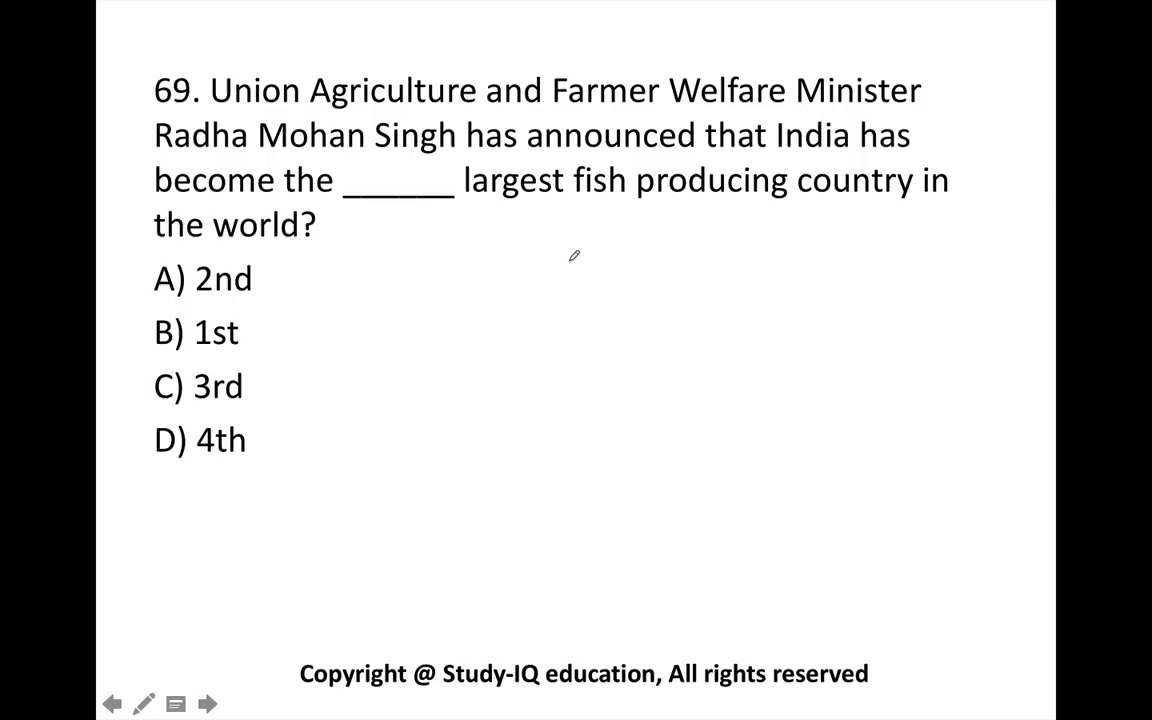 69. Union Agriculture and Farmer Welfare Minister
Radha Mohan Singh has announced that India has
become the ______ largest fish producing country in
the world?
A) 2nd
B) 1st
C) 3rd
D) 4th
Copyright @ Study-IQ education, All rights reserved